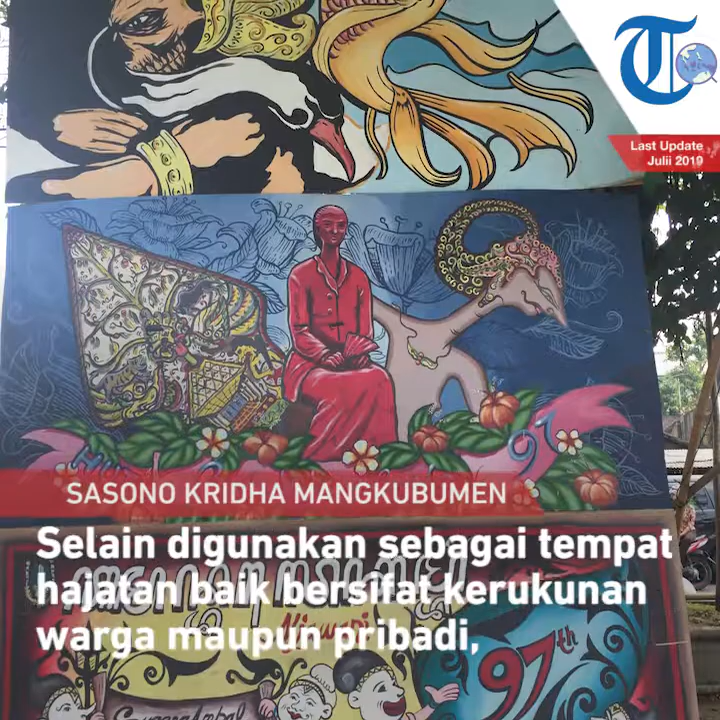 T
Last Update
Julii 2019
97
SASONO KRIDHA MANGKUBUMEN
Selain digunakan sebagai tempat
hajatan baik bersifat kerukunan
warga maupun pribadi,
97th